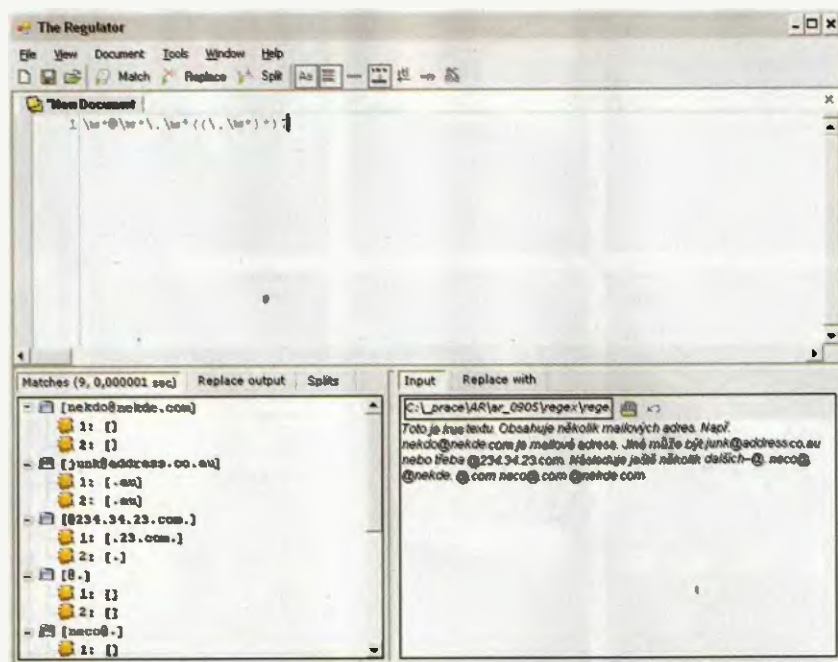 The Regulator
File View Document Tools Window Help
Match Replace Split
*New Document
1 \w*@\w*\.\w*((\.\w*)*)
Matches (9, 0,000001 sec) Replace output Splits
[nekdo@nekde.com]
1: []
2: []
[junk@address.co.au]
1: [.au]
2: [.au]
[@234.34.23.com.]
1: [.23.com.]
2: [.]
[@.]
1: []
2: []
[neco@.]
1: []
Input Replace with
C:\_prace\AR\ar_0905\regex\rege
Toto je kus textu. Obsahuje několik mailových adres. Např.
nekdo@nekde.com je mailová adresa. Jiné může být junk@address.co.au
nebo třeba @234.34.23.com. Následuje ještě několik dalších-@. neco@.
@nekde. @.com neco@.com @nekde.com